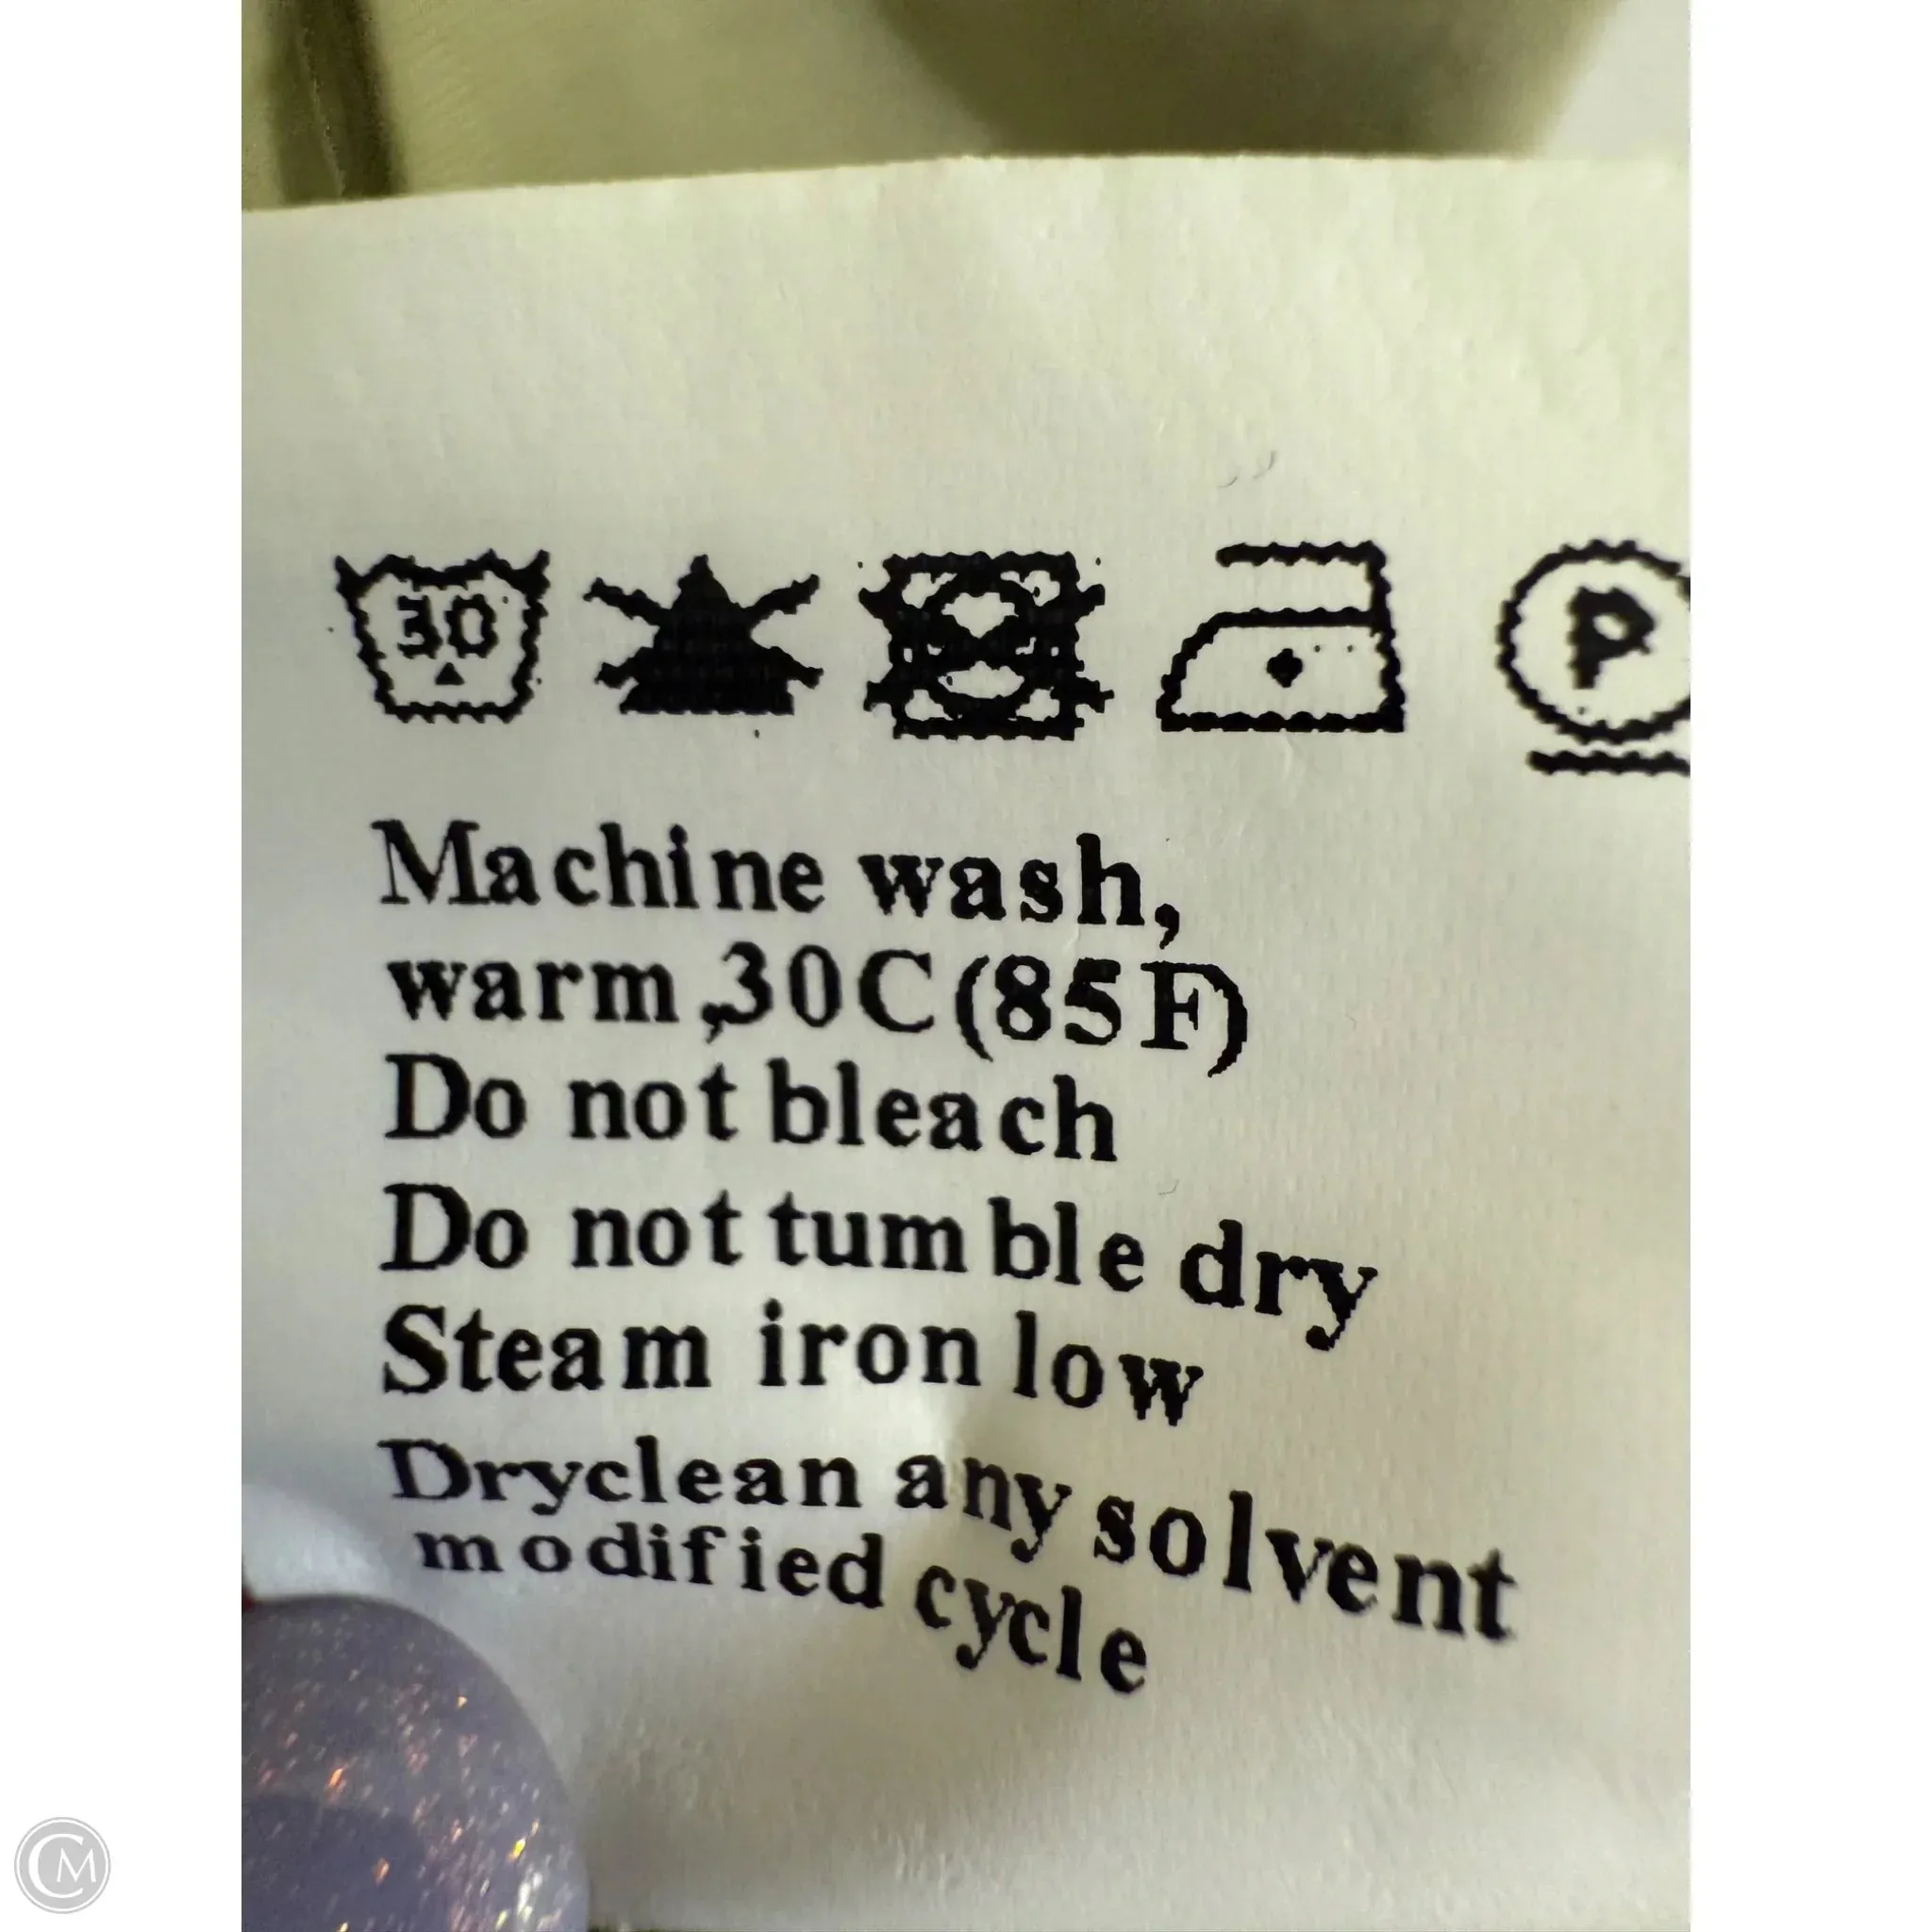 30
P
Machine wash,
warm,30C(85F)
Do not bleach
Do not tumble dry
Steam iron low
Dryclean any solvent
modified cycle
CM